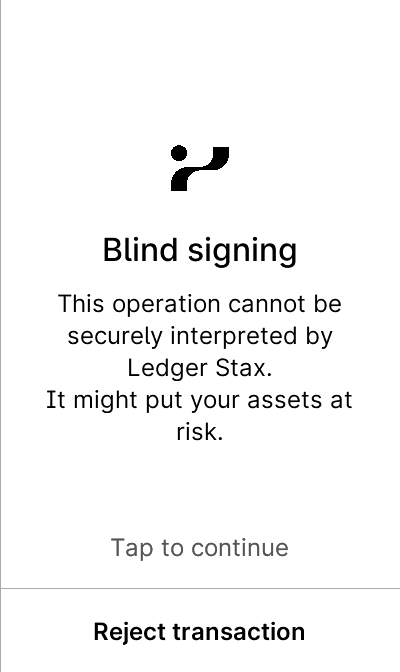 Blind signing
This operation cannot be
securely interpreted by
Ledger Stax.
It might put your assets at
risk.
Tap to continue
Reject transaction